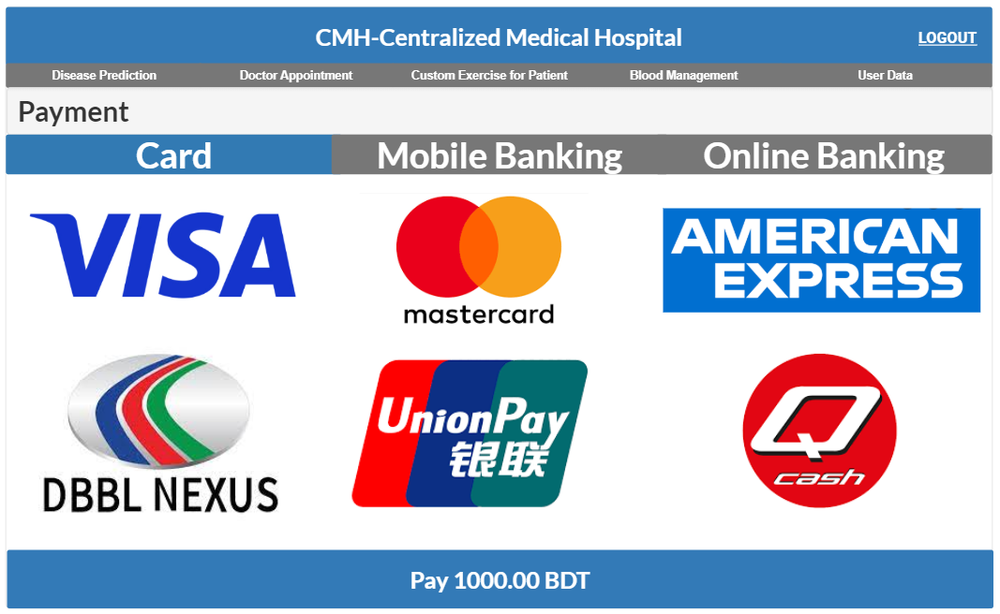 CMH-Centralized Medical Hospital
LOGOUT
Disease Prediction
Doctor Appointment
Custom Exercise for Patient
Blood Management
User Data
Payment
Card
Mobile Banking
Online Banking
VISA
mastercard
AMERICAN
EXPRESS
DBBL NEXUS
UnionPay
银联
Q
cash
Pay 1000.00 BDT